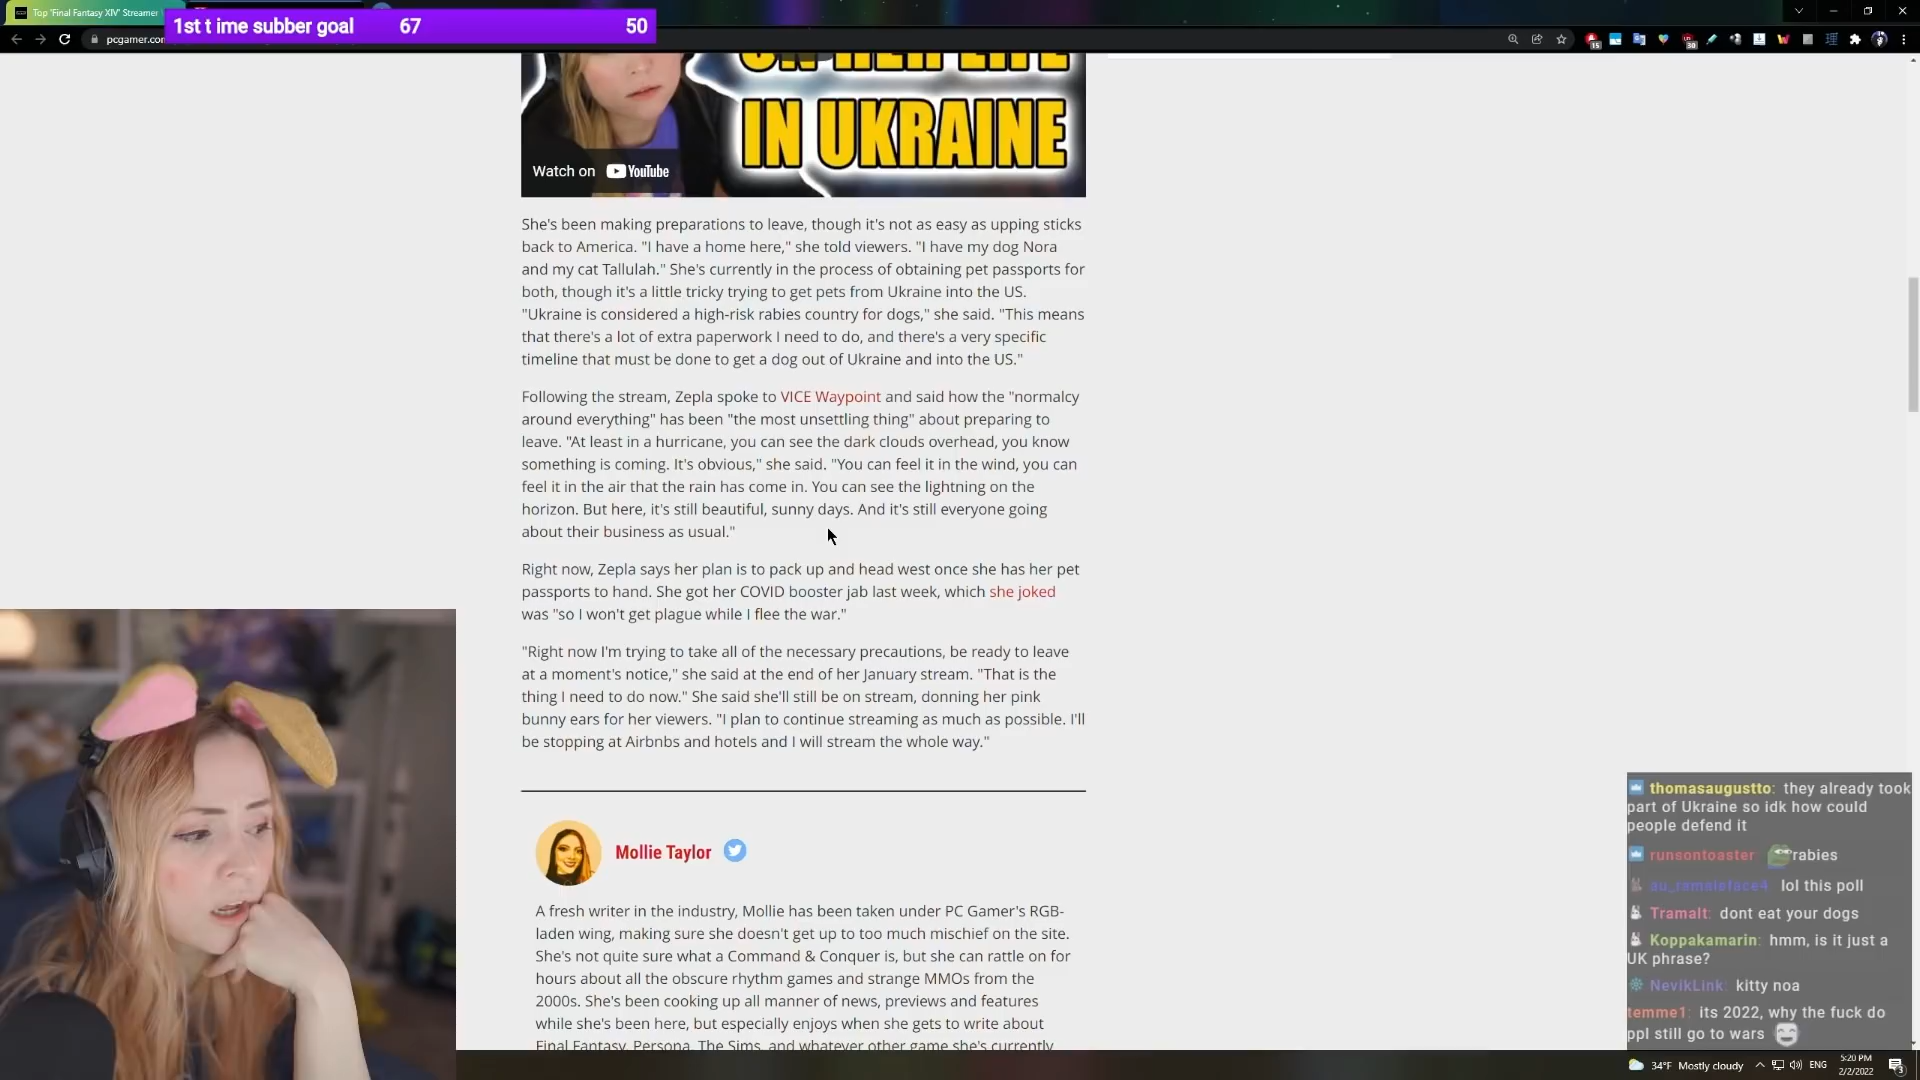 Top 'Final Fantasy XIV' Streamer
1st t ime subber goal 67 50
pcgamer.com
15
30
ON HER LIFE
IN UKRAINE
Watch on YouTube
She's been making preparations to leave, though it's not as easy as upping sticks
back to America. "I have a home here," she told viewers. "I have my dog Nora
and my cat Tallulah." She's currently in the process of obtaining pet passports for
both, though it's a little tricky trying to get pets from Ukraine into the US.
"Ukraine is considered a high-risk rabies country for dogs," she said. "This means
that there's a lot of extra paperwork I need to do, and there's a very specific
timeline that must be done to get a dog out of Ukraine and into the US."
Following the stream, Zepla spoke to VICE Waypoint and said how the "normalcy
around everything" has been "the most unsettling thing" about preparing to
leave. "At least in a hurricane, you can see the dark clouds overhead, you know
something is coming. It's obvious," she said. "You can feel it in the wind, you can
feel it in the air that the rain has come in. You can see the lightning on the
horizon. But here, it's still beautiful, sunny days. And it's still everyone going
about their business as usual."
Right now, Zepla says her plan is to pack up and head west once she has her pet
passports to hand. She got her COVID booster jab last week, which she joked
was "so I won't get plague while I flee the war."
"Right now I'm trying to take all of the necessary precautions, be ready to leave
at a moment's notice," she said at the end of her January stream. "That is the
thing I need to do now." She said she'll still be on stream, donning her pink
bunny ears for her viewers. "I plan to continue streaming as much as possible. I'll
be stopping at Airbnbs and hotels and I will stream the whole way."
Mollie Taylor
A fresh writer in the industry, Mollie has been taken under PC Gamer's RGB-
laden wing, making sure she doesn't get up to too much mischief on the site.
She's not quite sure what a Command & Conquer is, but she can rattle on for
hours about all the obscure rhythm games and strange MMOs from the
2000s. She's been cooking up all manner of news, previews and features
while she's been here, but especially enjoys when she gets to write about
Final Fantasy, Persona, The Sims, and whatever other game she's currently
thomasaugustto: they already took
part of Ukraine so idk how could
people defend it
runsontoaster rabies
lol this poll
Tramalt: dont eat your dogs
Koppakamarin: hmm, is it just a
UK phrase?
NevikLink: kitty noa
temme1: its 2022, why the fuck do
ppl still go to wars
34°F Mostly cloudy ENG 5:20 PM
2/2/2022
3